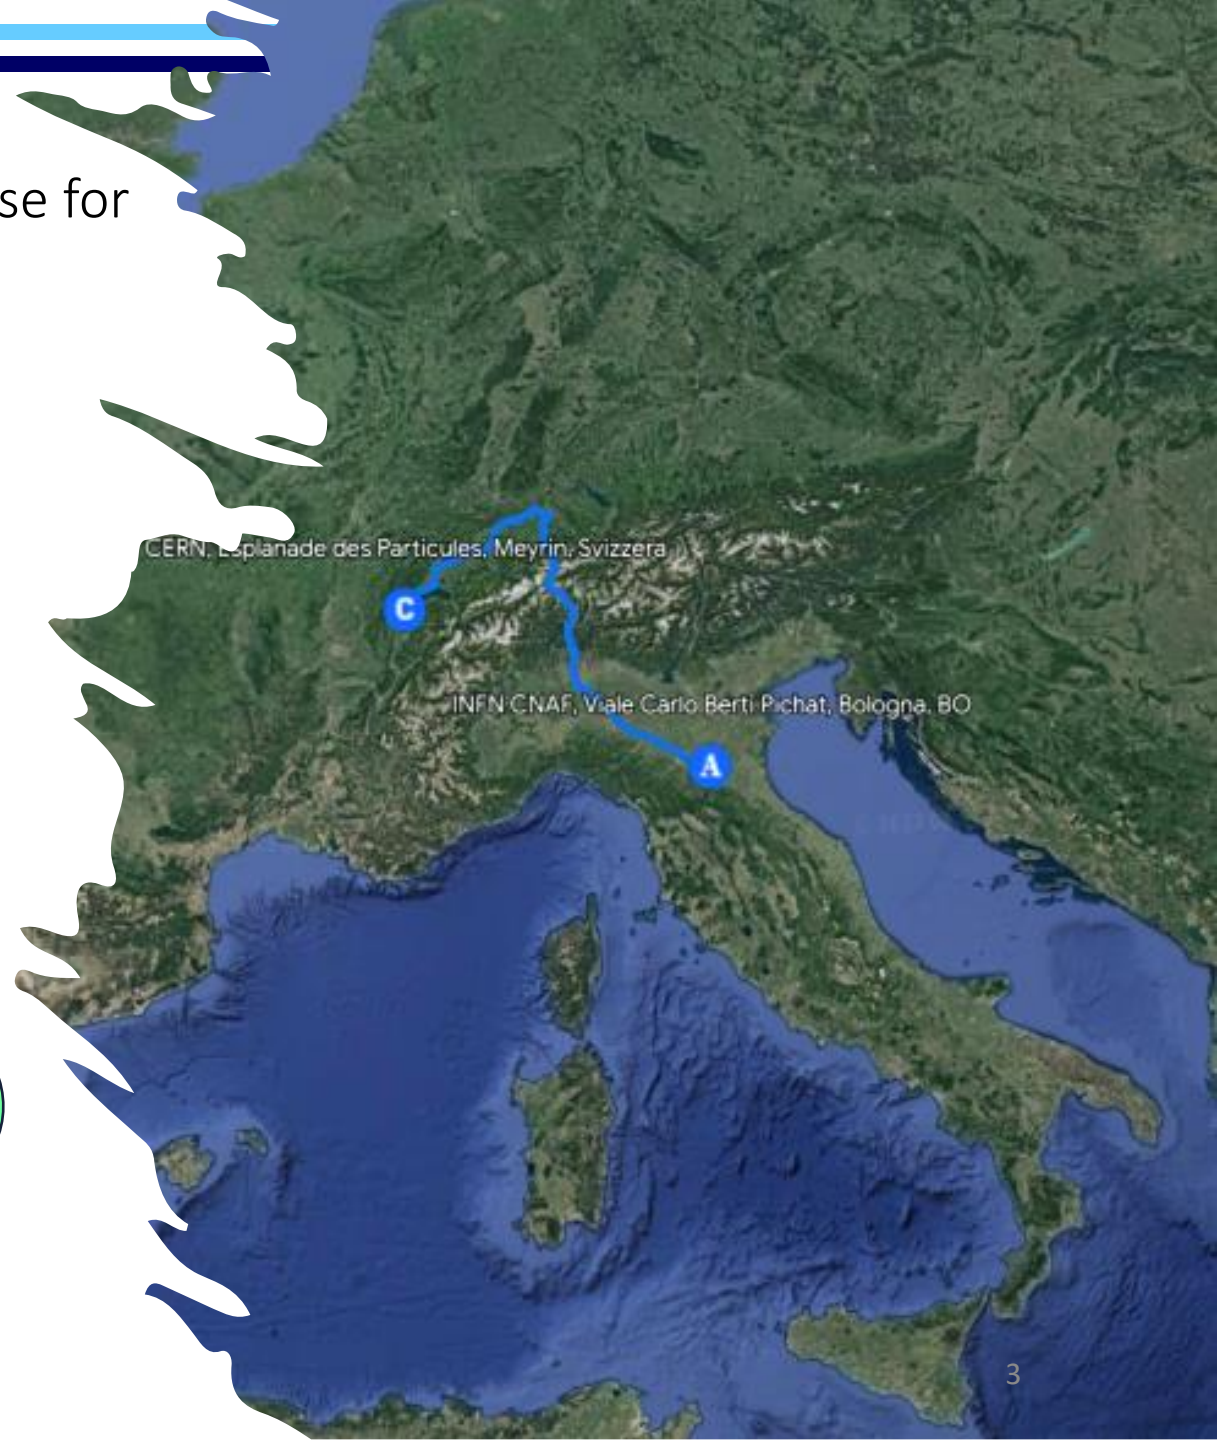 se for
CERN, Esplanade des Particules, Meyrin, Svizzera
C
INFN CNAF, Viale Carlo Berti Pichat, Bologna, BO
A
3